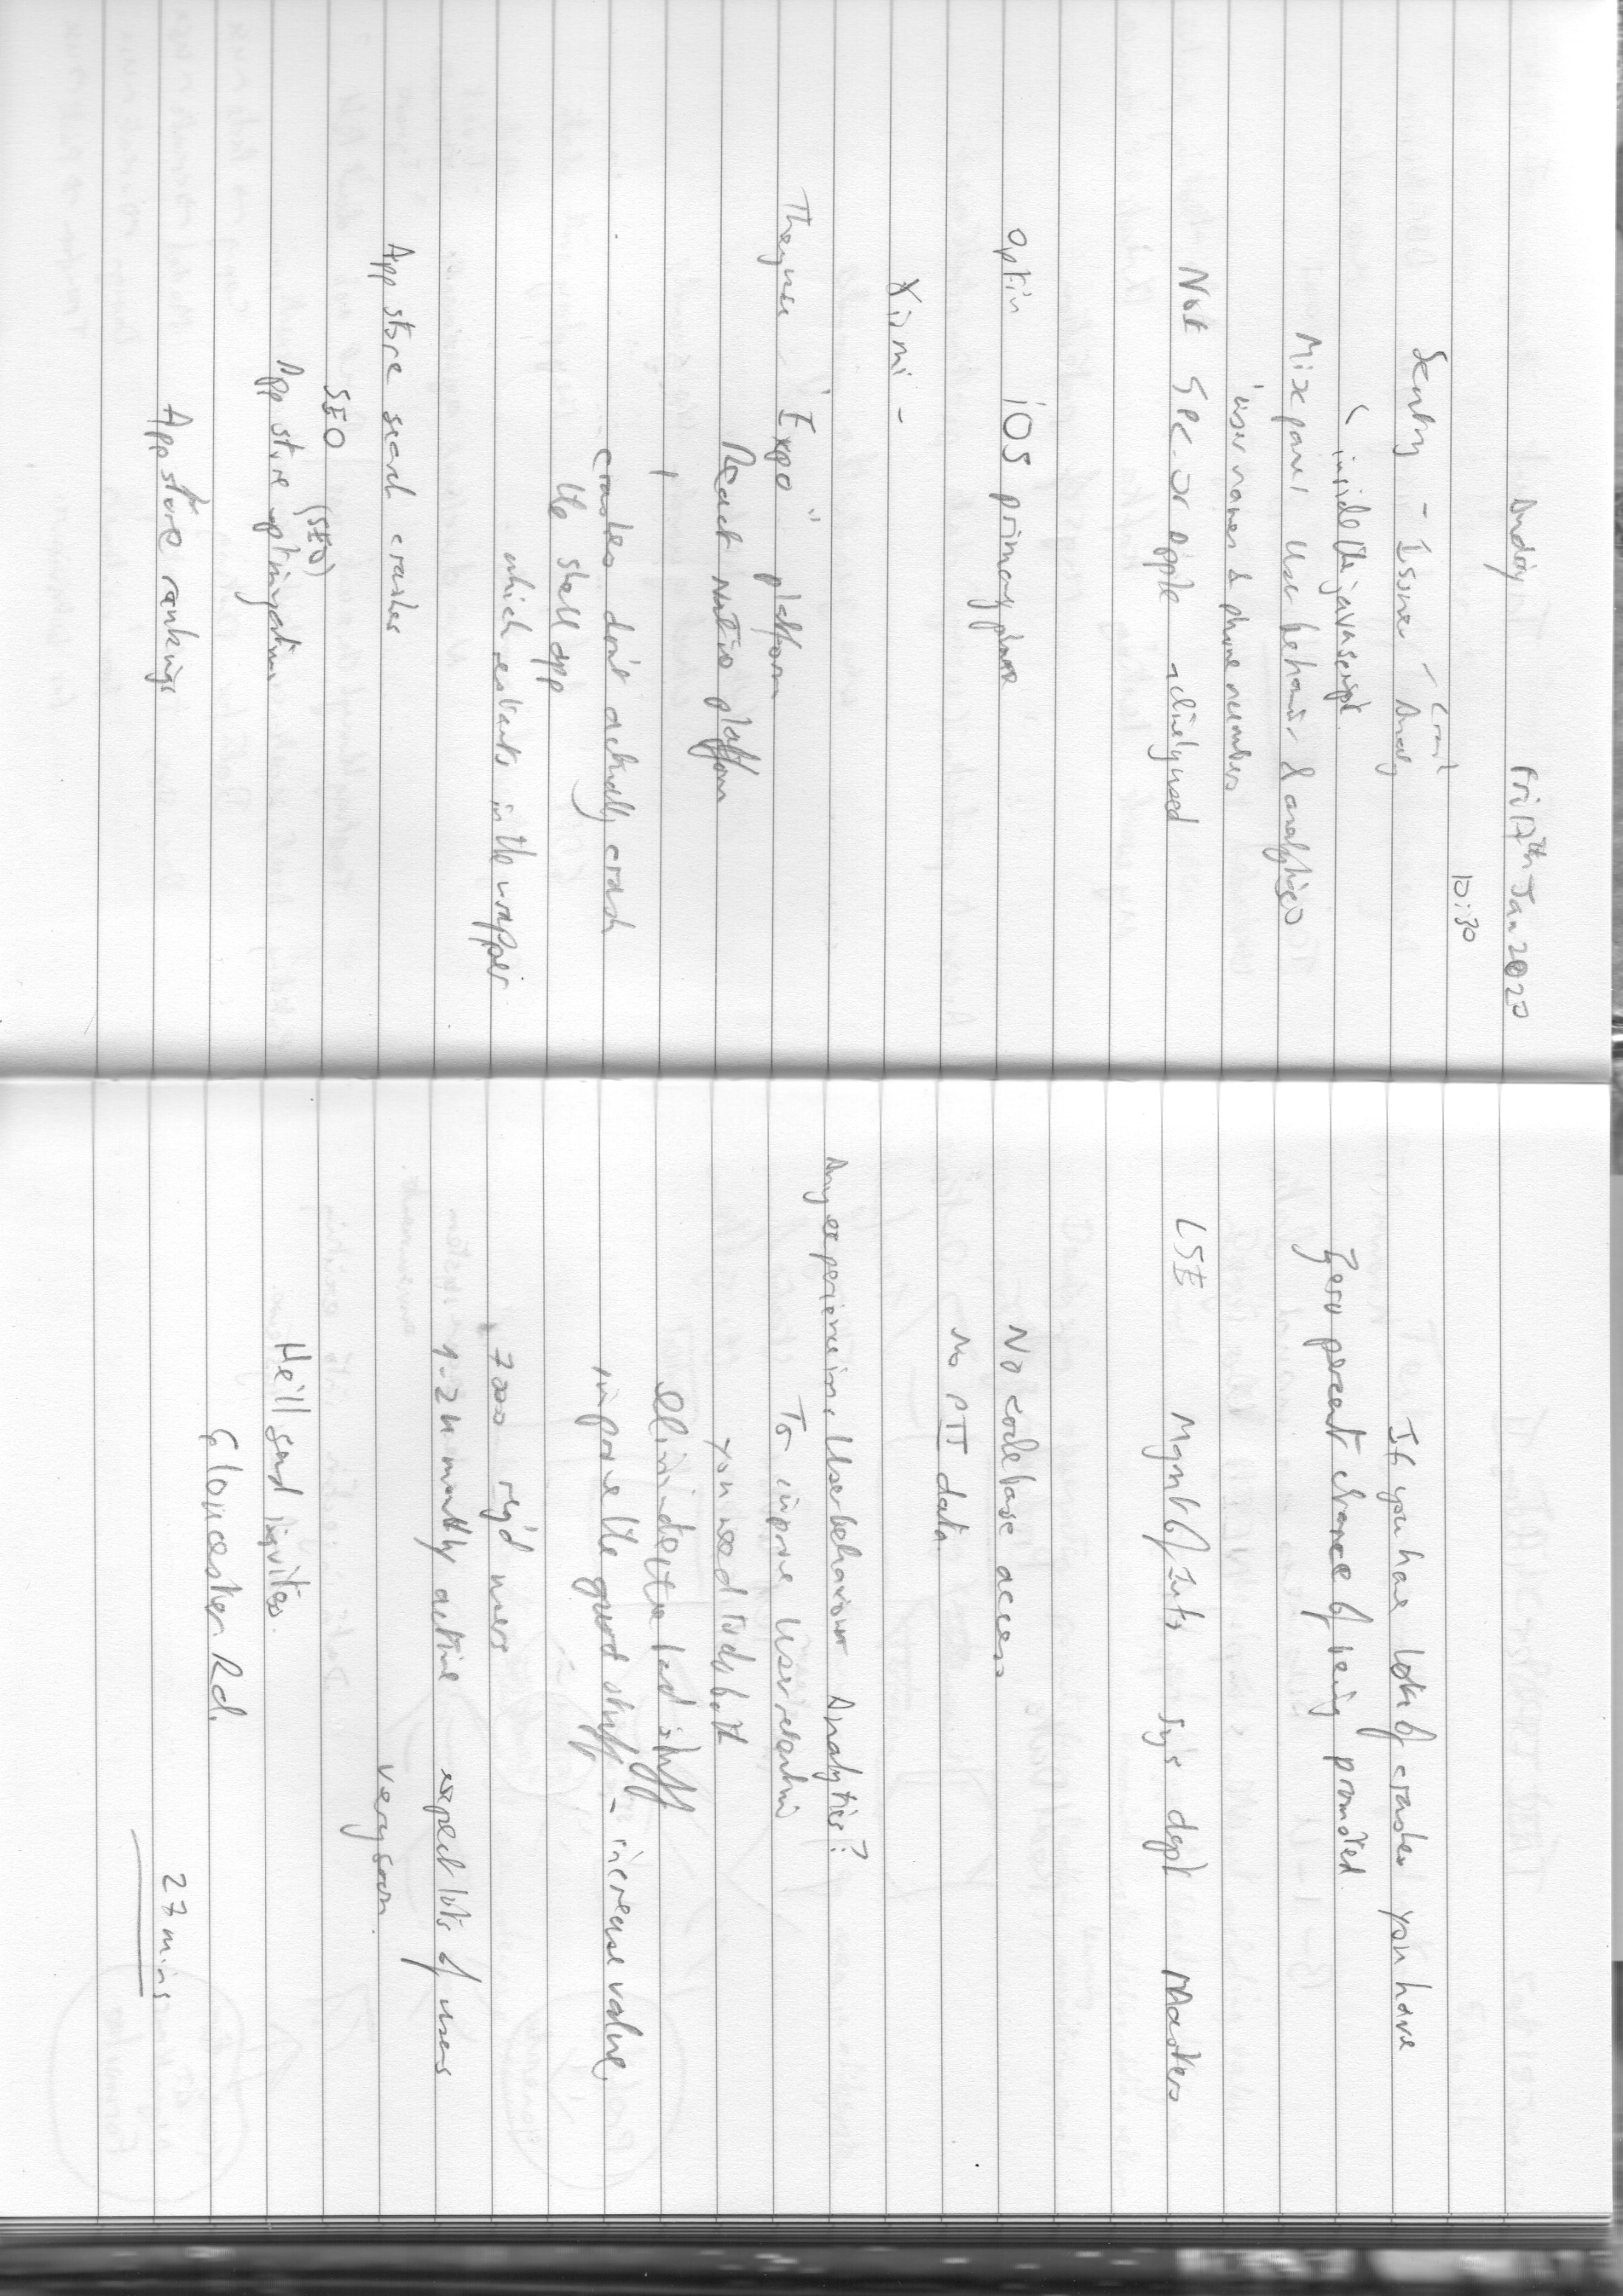 Andriy Fri 17th Jan 2020
10:30
Sentry - Issues - Crash Analy
inside the javascript.
Mixpanel User behaviour & analytics
user names & phone numbers
Not GPC or Apple actively used
Optin iOS primary
They use "Expo" platform
React Native platform
crashes don't actually crash
the shell app
which restarts in the wrapper
App store search crashes
SEO
(SEO)
App store optimization
App store rankings
If you have lots of crashes you have
Zero percent chance of being promoted.
LSE Mgmt of Info Sys dept Masters
No codebase access
No PII data.
Any experience in User behaviour Analytics?
To improve User retention
you need to do both
eliminate the bad stuff
improve the good stuff - increase value.
7000 reg'd users
1-2k monthly active expect lots of users
very soon.
He'll send invites.
Gloucester Rd.
27 mins